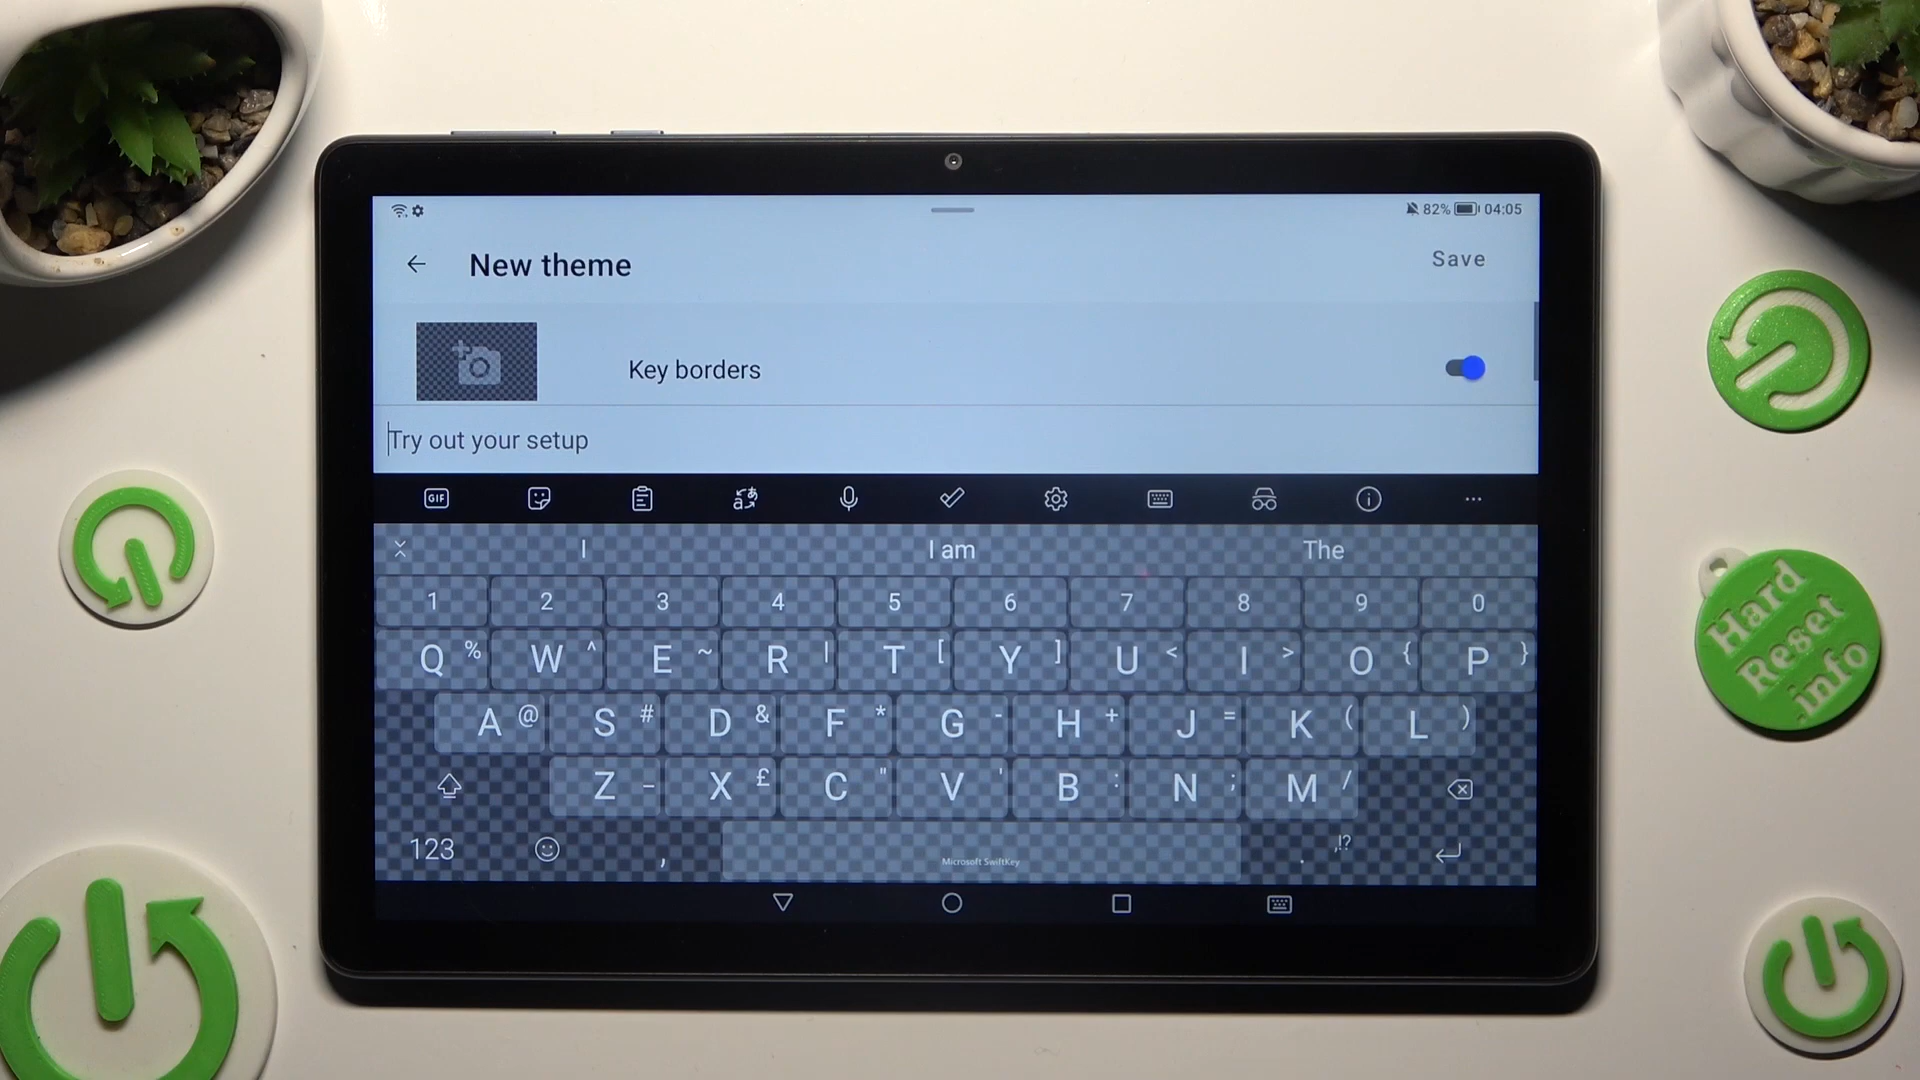 82% 04:05
New theme
Save
Key borders
Try out your setup
GIF
I
I am
The
1 2 3 4 5 6 7 8 9 0
Q % W ^ E ~ R | T [ Y ] U < I > O { P }
A @ S # D & F * G - H + J = K ( L )
Z _ X £ C " V ' B : N ; M /
123 , Microsoft SwiftKey . ,!?
Hard
Reset
.info